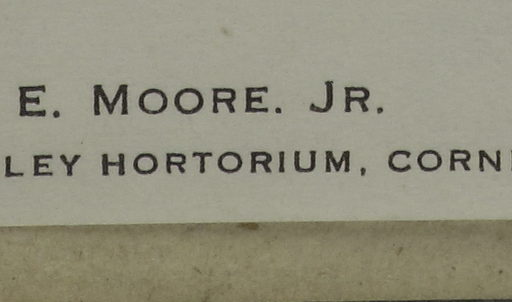 E. MOORE. JR.
LEY HORTORIUM, CORN